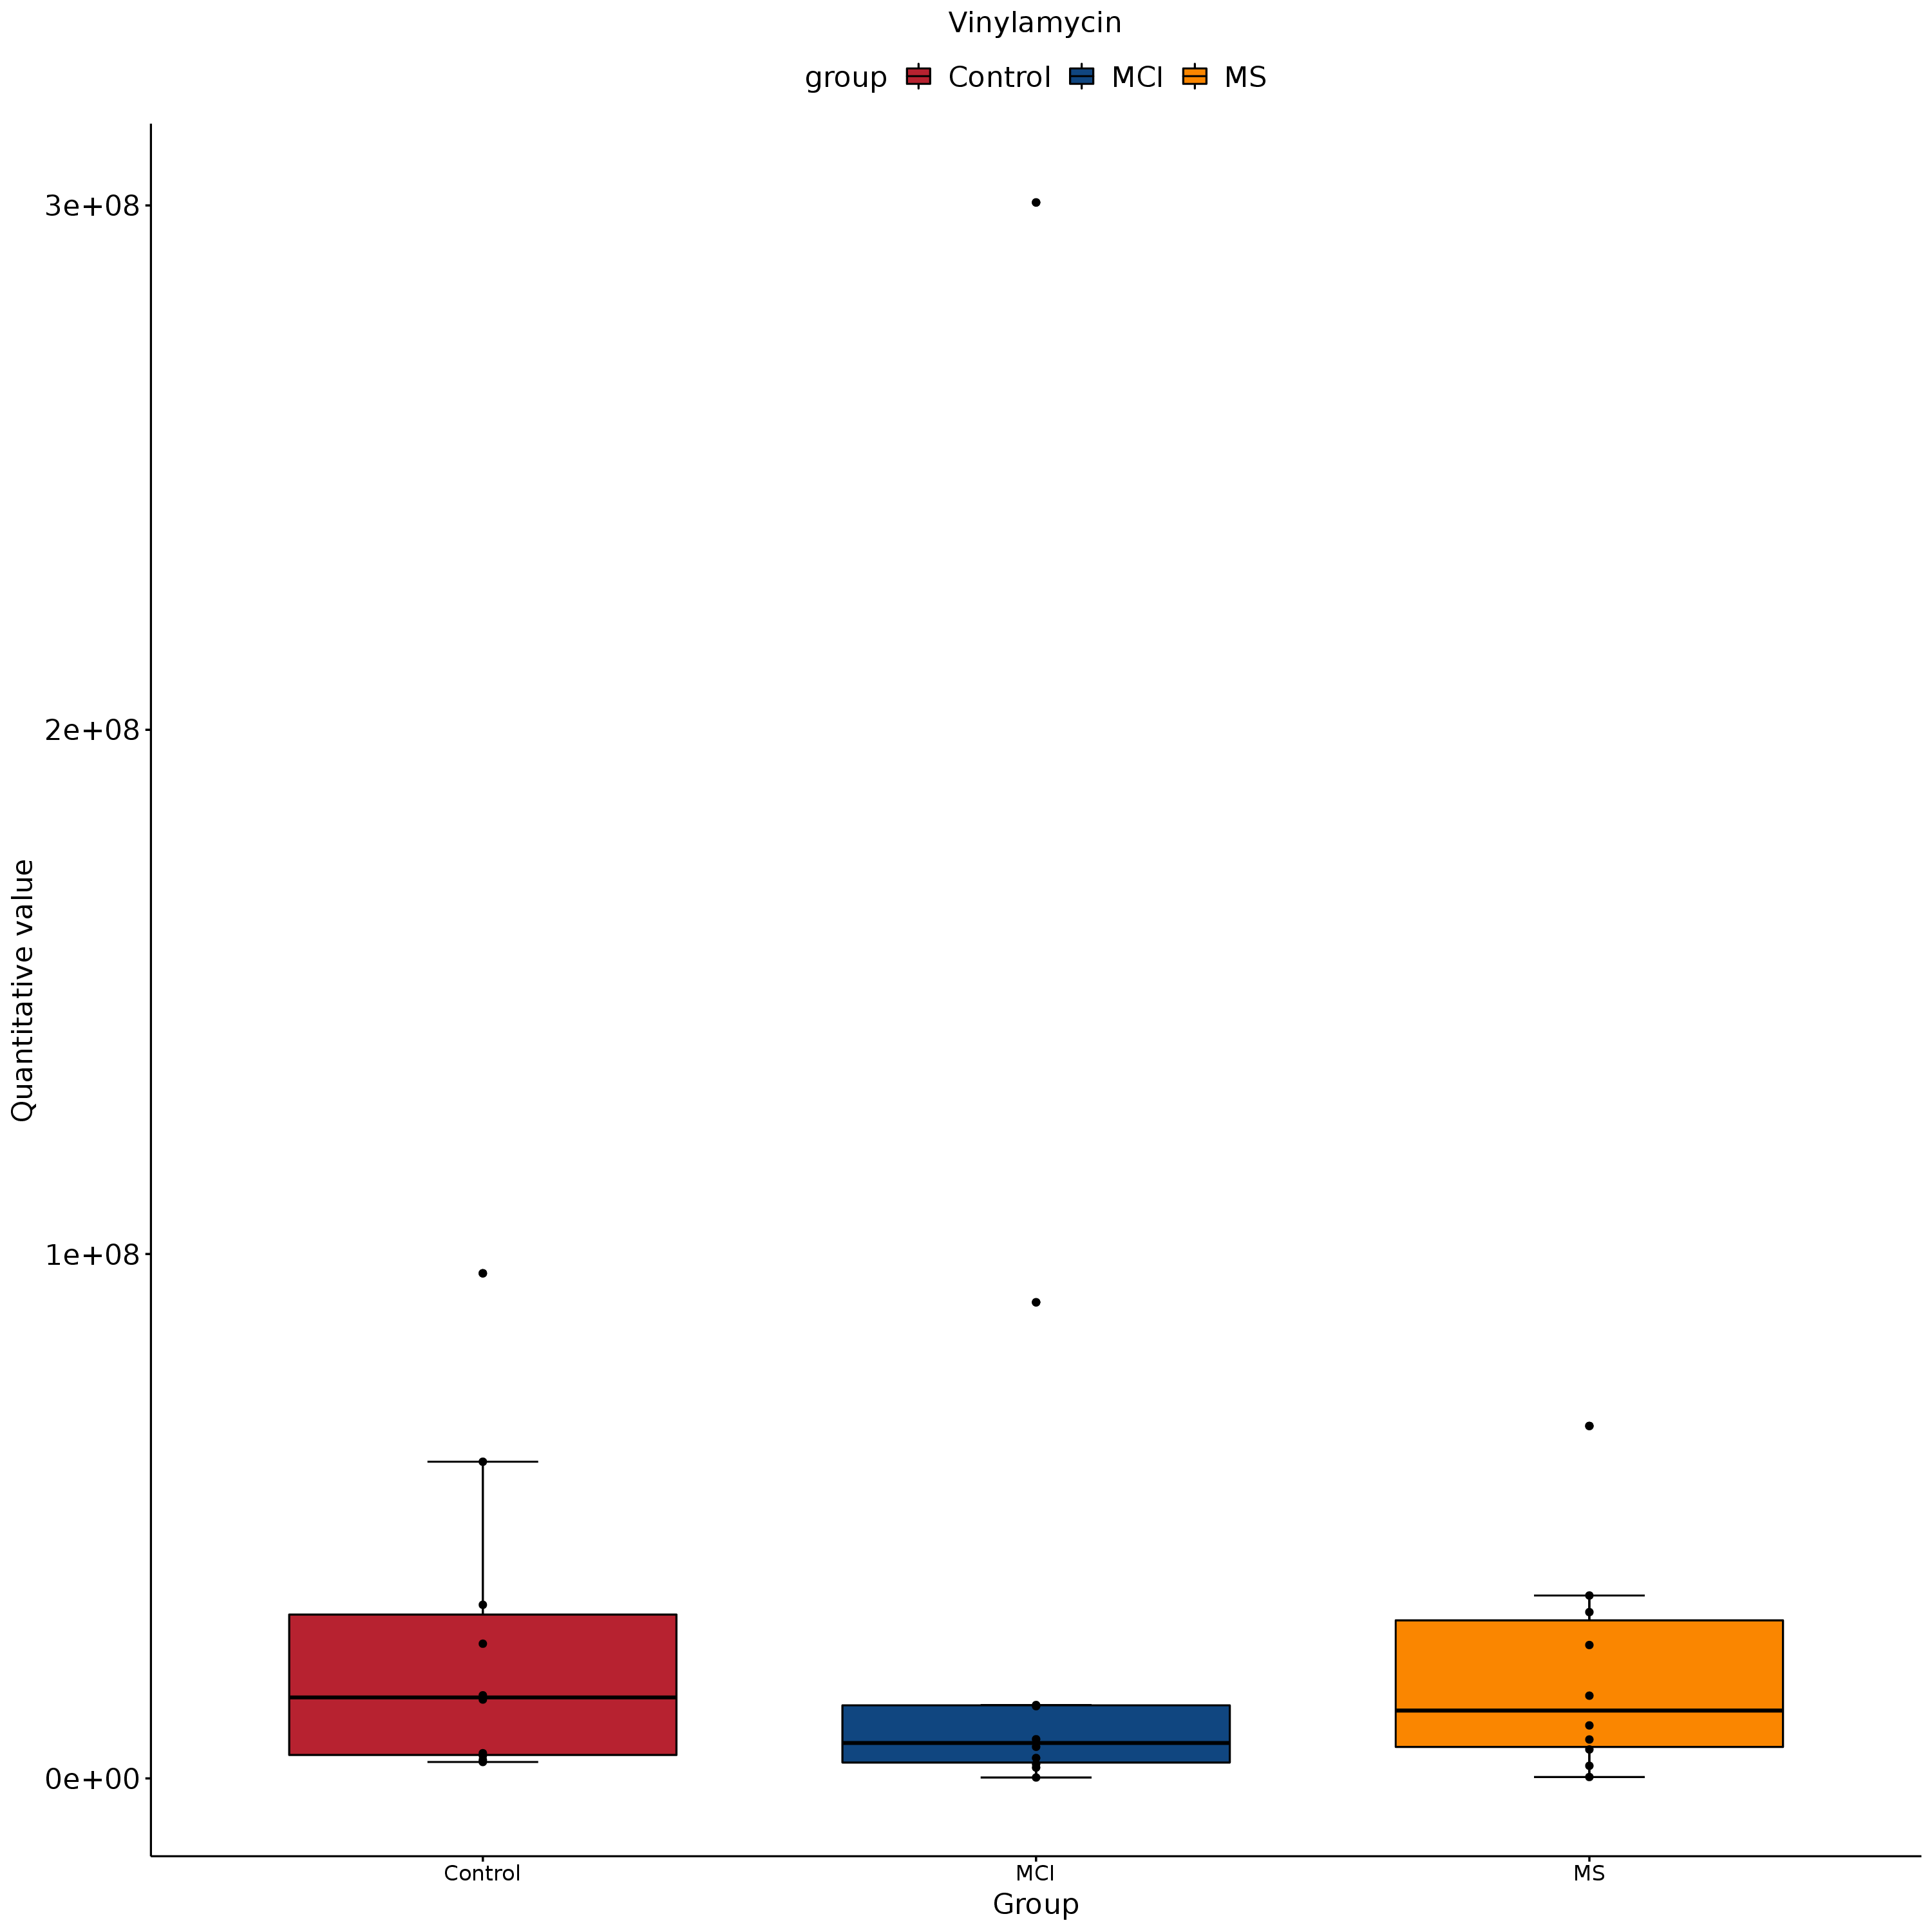 Vinylamycin
group Control MCI MS
3e+08
2e+08
1e+08
0e+00
Quantitative value
Control MCI MS
Group